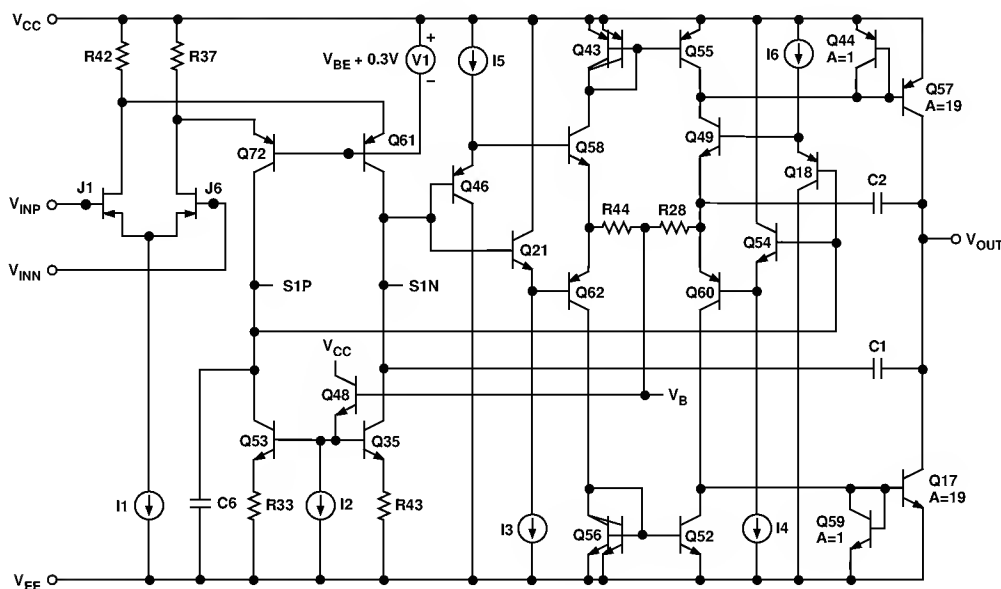 VCC
R42
R37
VBE + 0.3V
+
V1
−
I5
Q43
Q55
I6
Q44
A=1
Q57
A=19
Q72
Q61
Q58
Q49
Q46
Q18
C2
J1
J6
VINP
R44
R28
Q21
Q54
VOUT
VINN
S1P
S1N
Q62
Q60
VCC
C1
Q48
VB
Q53
Q35
Q17
A=19
I1
C6
R33
I2
R43
I3
Q56
Q52
I4
Q59
A=1
VEE